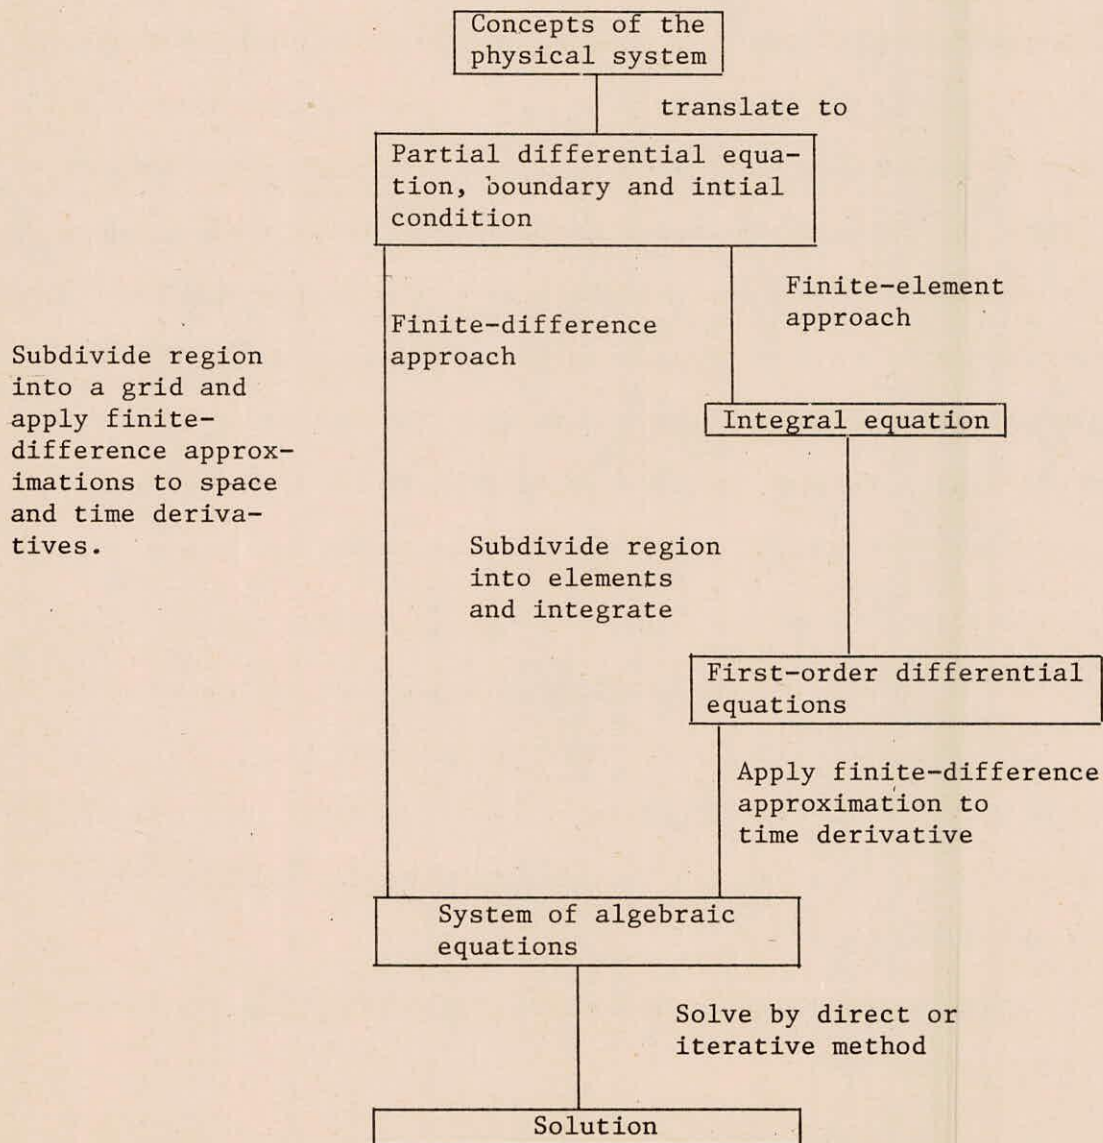 Concepts of the
physical system
translate to
Partial differential equa-
tion, boundary and intial
condition
Finite-element
approach
Finite-difference
approach
Subdivide region
into a grid and
apply finite-
difference approx-
imations to space
and time deriva-
tives.
Integral equation
Subdivide region
into elements
and integrate
First-order differential
equations
Apply finite-difference
approximation to
time derivative
System of algebraic
equations
Solve by direct or
iterative method
Solution